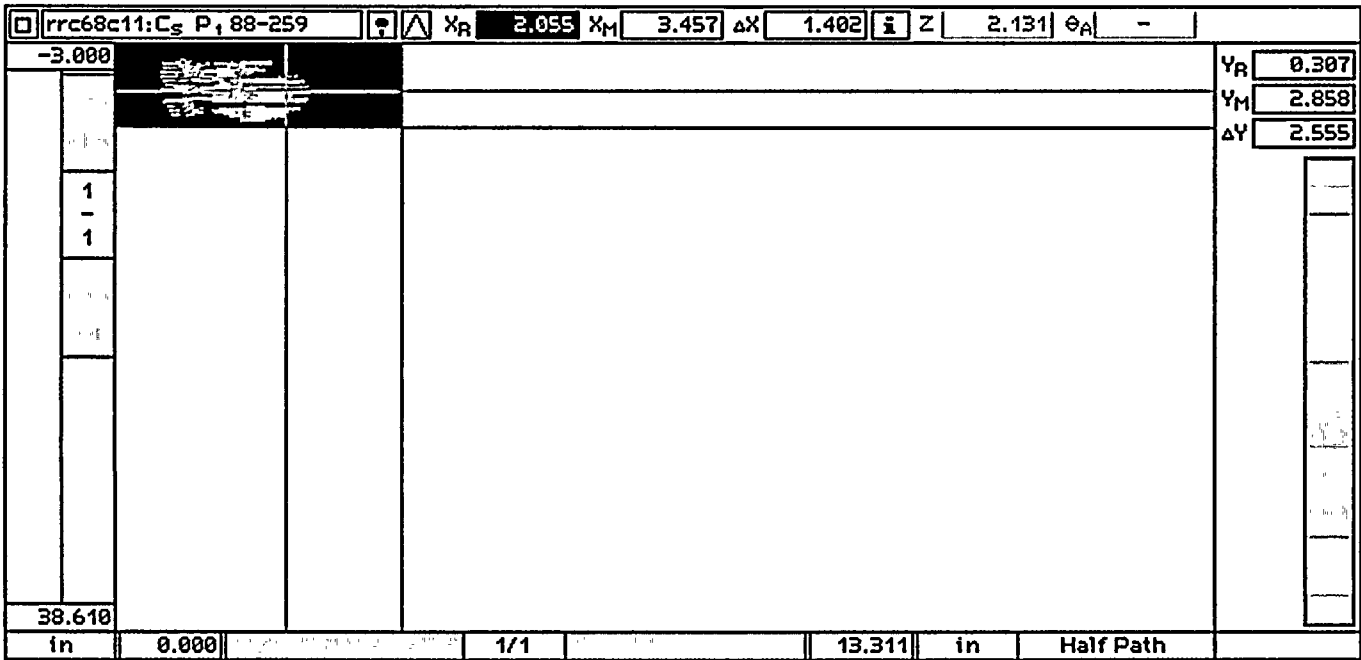 rrc68c11:CS P1 88-259 XR 2.055 XM 3.457 ΔX 1.402 i Z 2.131 θA -
-3.000
YR 0.307
YM 2.858
ΔY 2.555
1
-
1
38.610
in 0.000 1/1 13.311 in Half Path